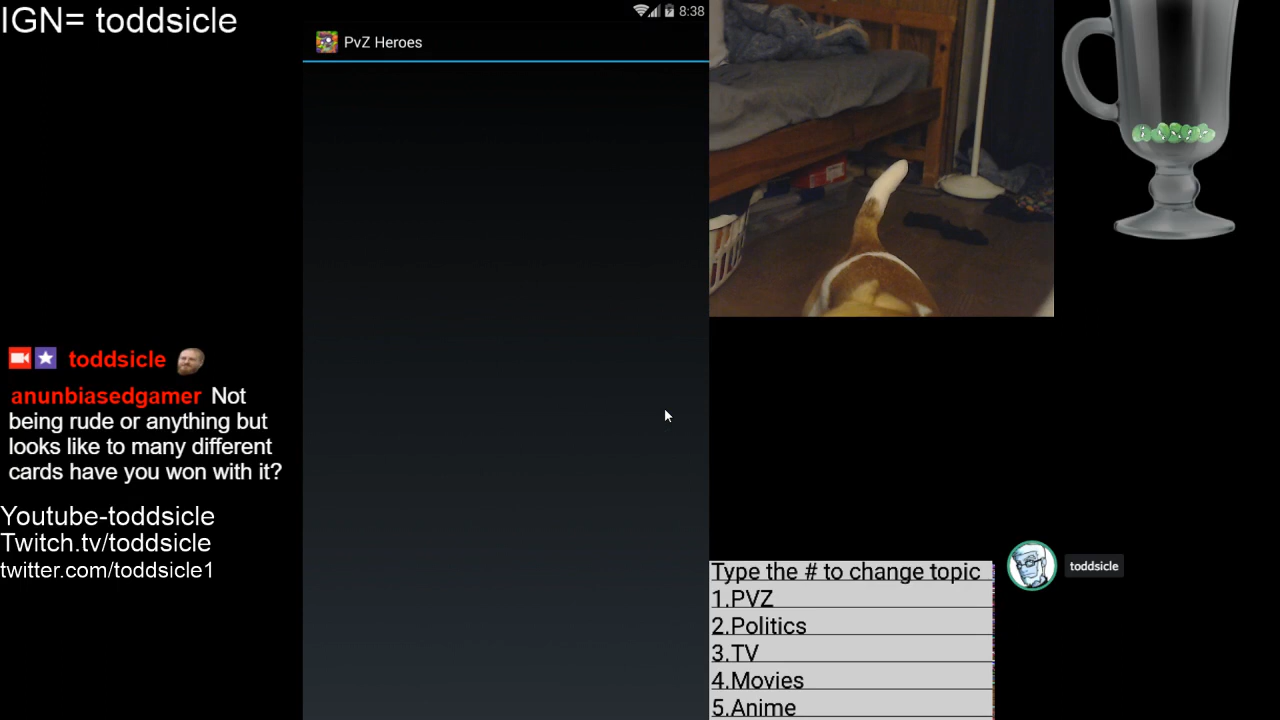 IGN= toddsicle
8:38
PvZ Heroes
toddsicle
anunbiasedgamer Not
being rude or anything but
looks like to many different
cards have you won with it?
Youtube-toddsicle
Twitch.tv/toddsicle
twitter.com/toddsicle1
Type the # to change topic
1.PVZ
2.Politics
3.TV
4.Movies
5.Anime
toddsicle